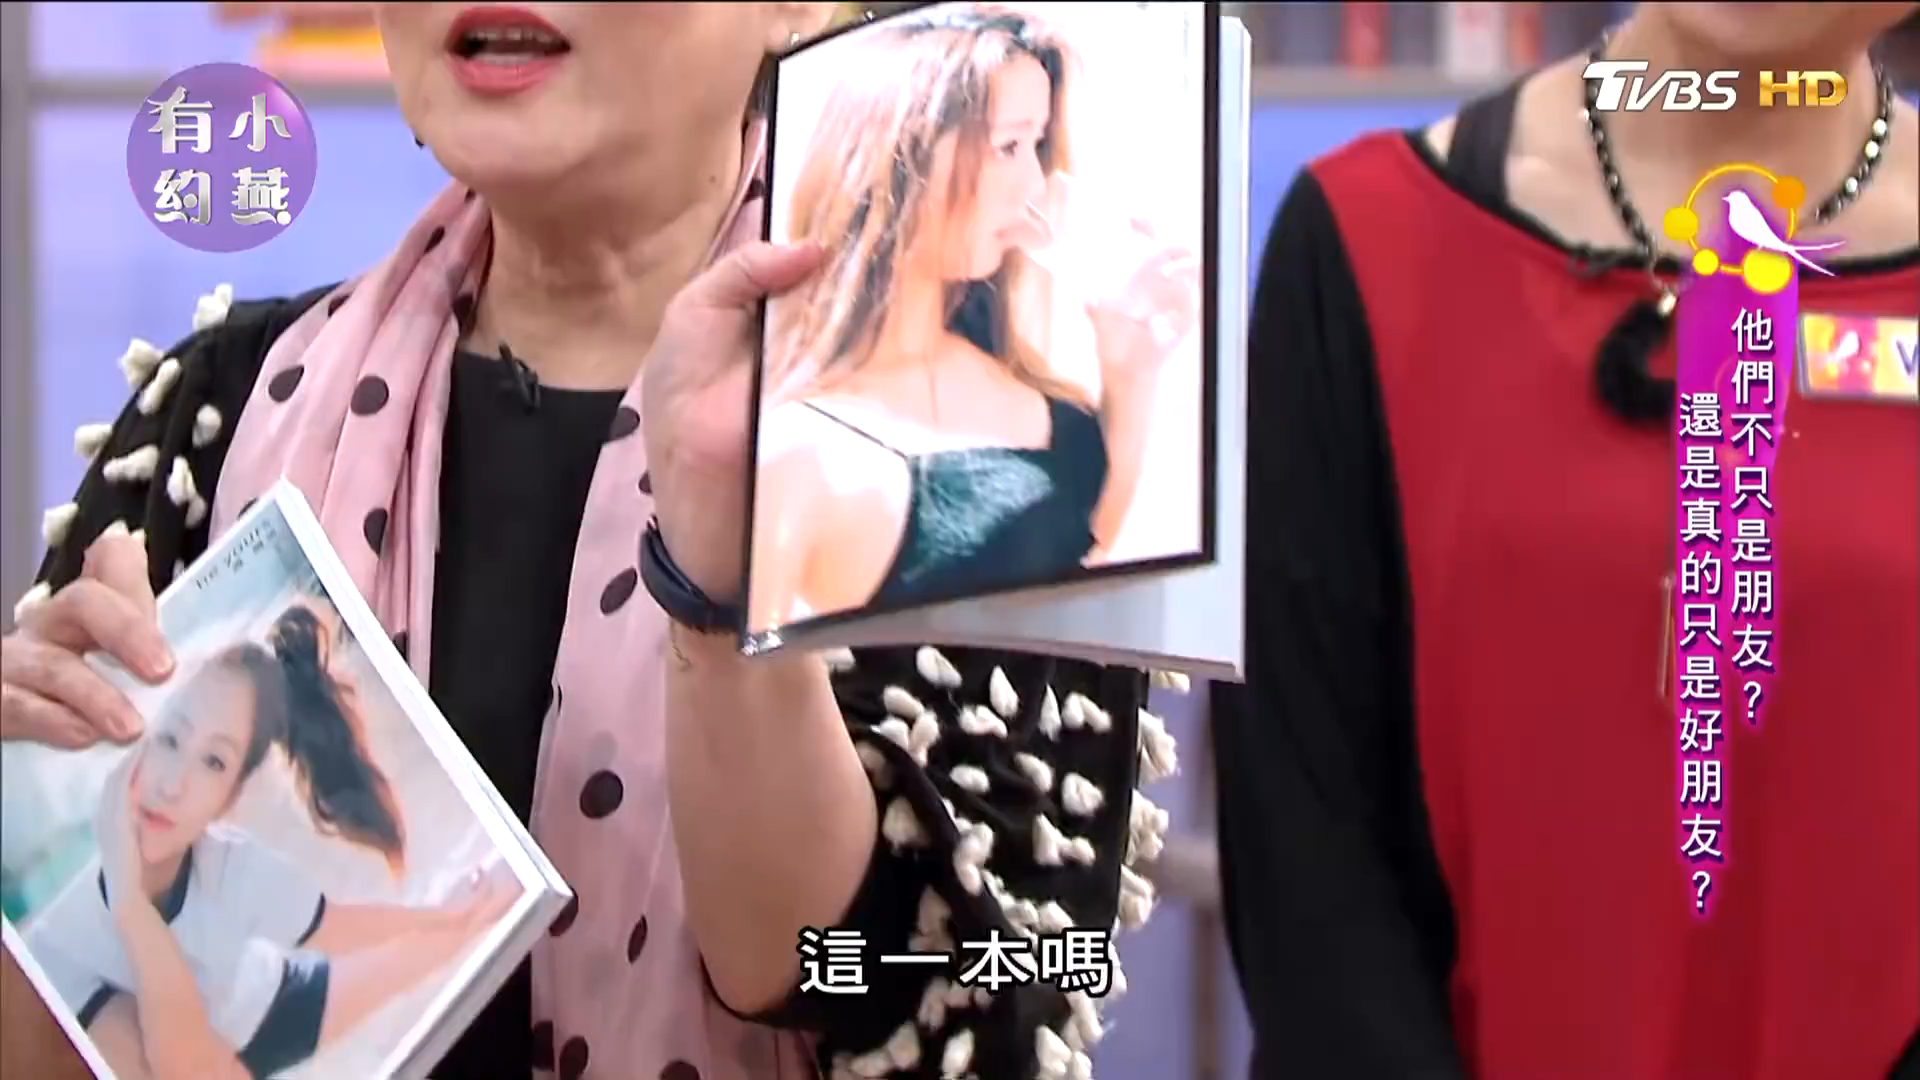 小燕
有約
TVBS HD
他們不只是朋友？
還是真的只是好朋友？
這一本嗎